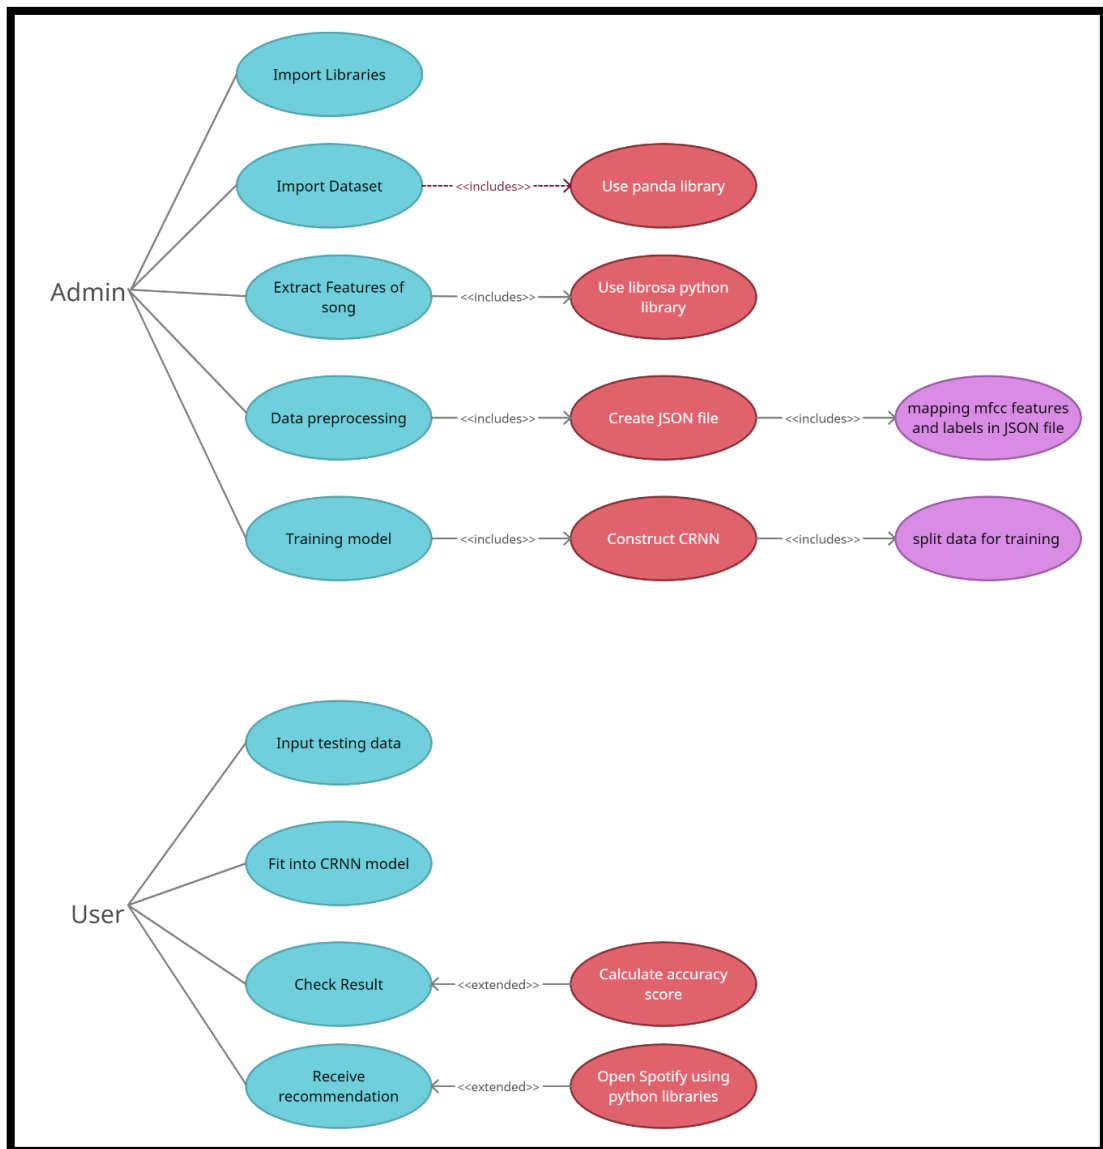 Import Libraries
Import Dataset
<<includes>>
Use panda library
Admin
Extract Features of
song
<<includes>>
Use librosa python
library
Data preprocessing
<<includes>>
Create JSON file
<<includes>>
mapping mfcc features
and labels in JSON file
Training model
<<includes>>
Construct CRNN
<<includes>>
split data for training
Input testing data
Fit into CRNN model
User
Check Result
<<extended>>
Calculate accuracy
score
Receive
recommendation
<<extended>>
Open Spotify using
python libraries